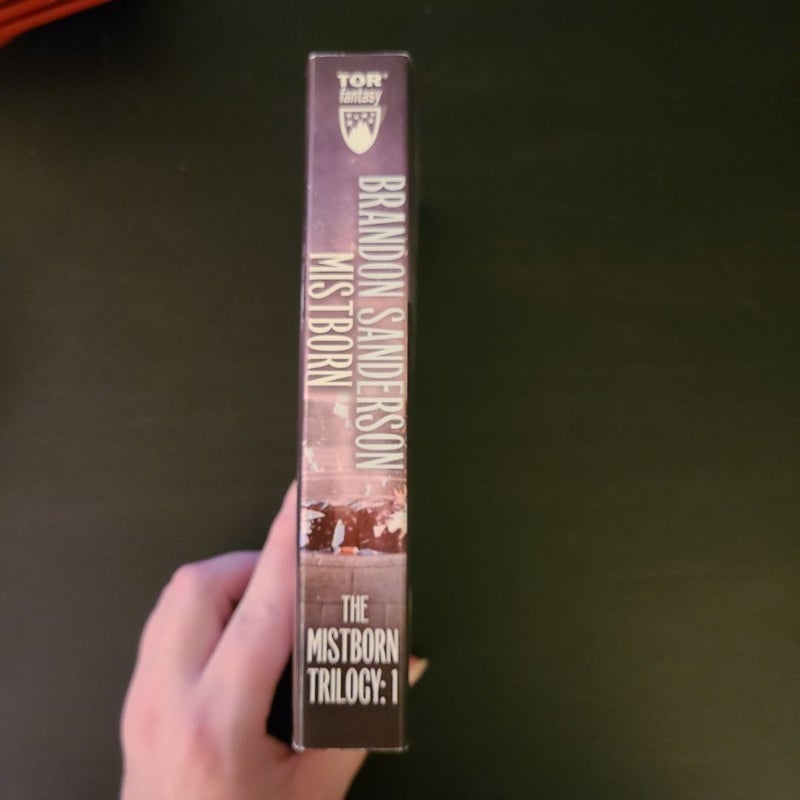 TOR®
fantasy
BRANDON SANDERSON
MISTBORN
THE
MISTBORN
TRILOGY: 1